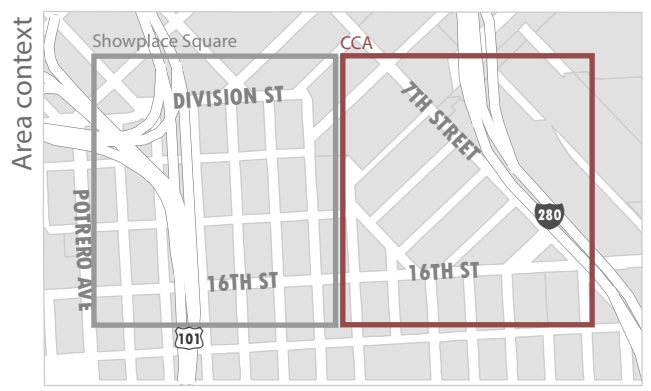 Area context
Showplace Square
CCA
DIVISION ST
7TH STREET
POTRERO AVE
280
16TH ST
16TH ST
101